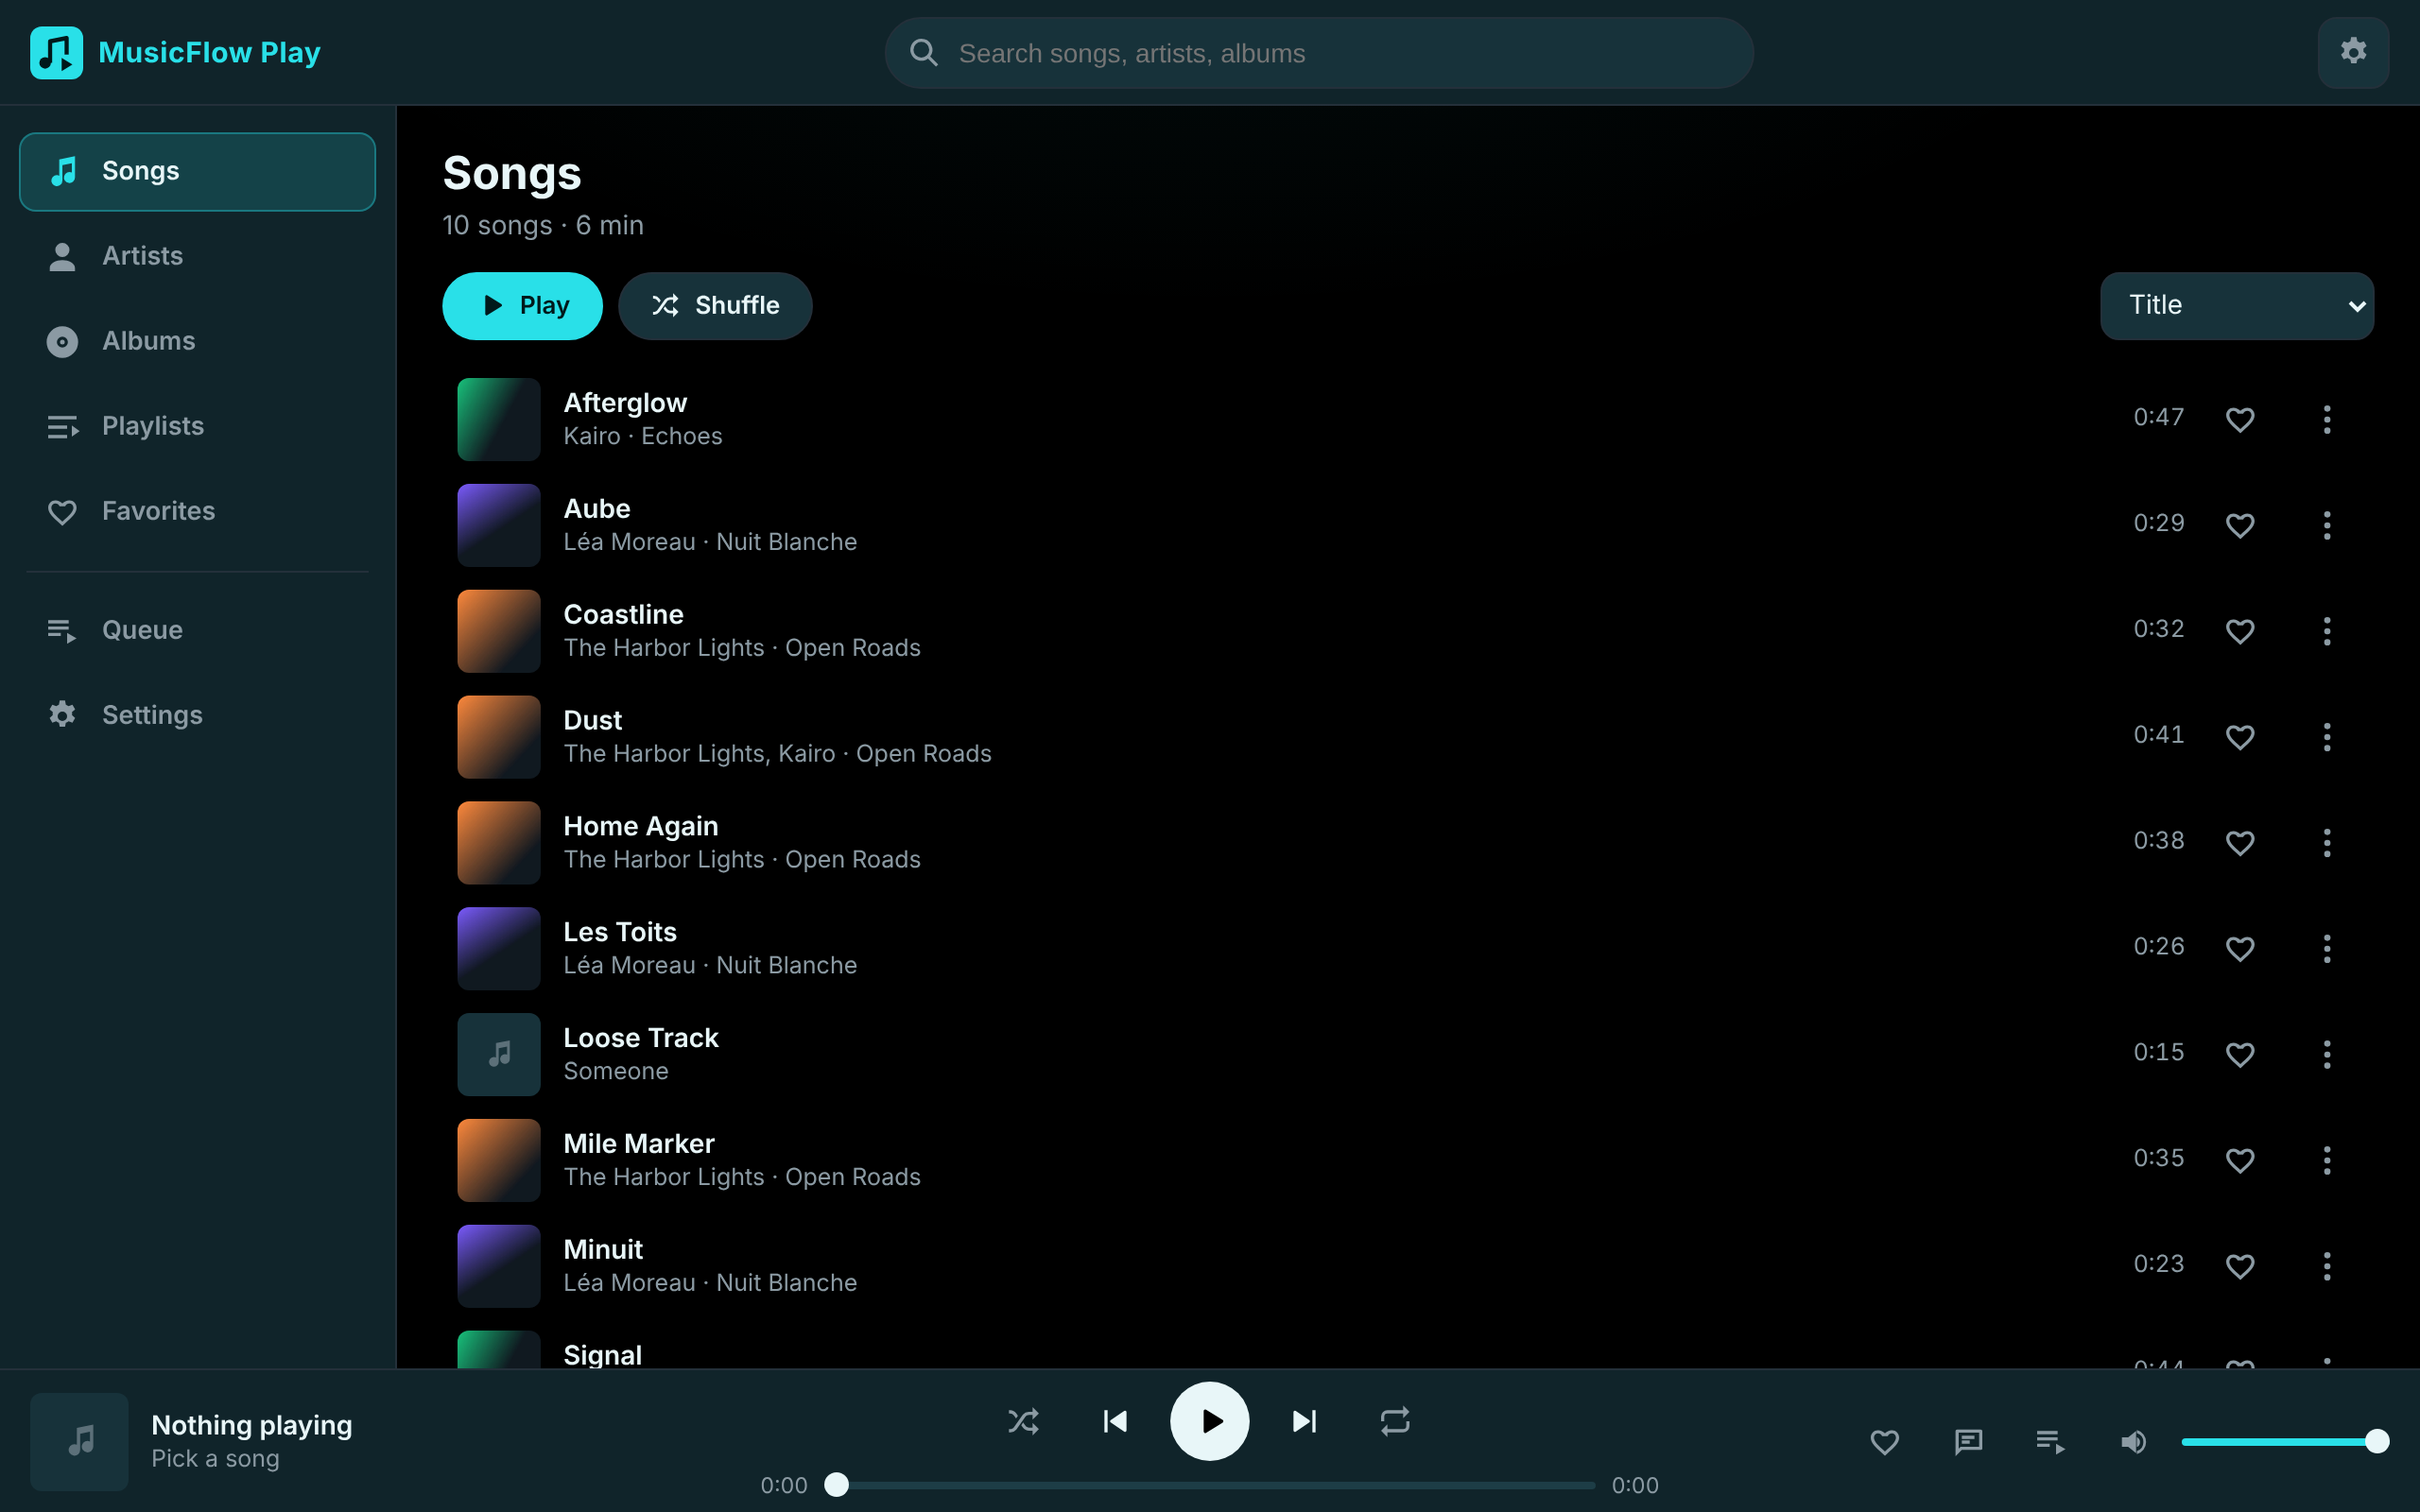 MusicFlow Play
Search songs, artists, albums
Songs
Artists
Albums
Playlists
Favorites
Queue
Settings
Songs
10 songs · 6 min
Play
Shuffle
Title
Afterglow
Kairo · Echoes
0:47
Aube
Léa Moreau · Nuit Blanche
0:29
Coastline
The Harbor Lights · Open Roads
0:32
Dust
The Harbor Lights, Kairo · Open Roads
0:41
Home Again
The Harbor Lights · Open Roads
0:38
Les Toits
Léa Moreau · Nuit Blanche
0:26
Loose Track
Someone
0:15
Mile Marker
The Harbor Lights · Open Roads
0:35
Minuit
Léa Moreau · Nuit Blanche
0:23
Signal
0:44
Nothing playing
Pick a song
0:00
0:00